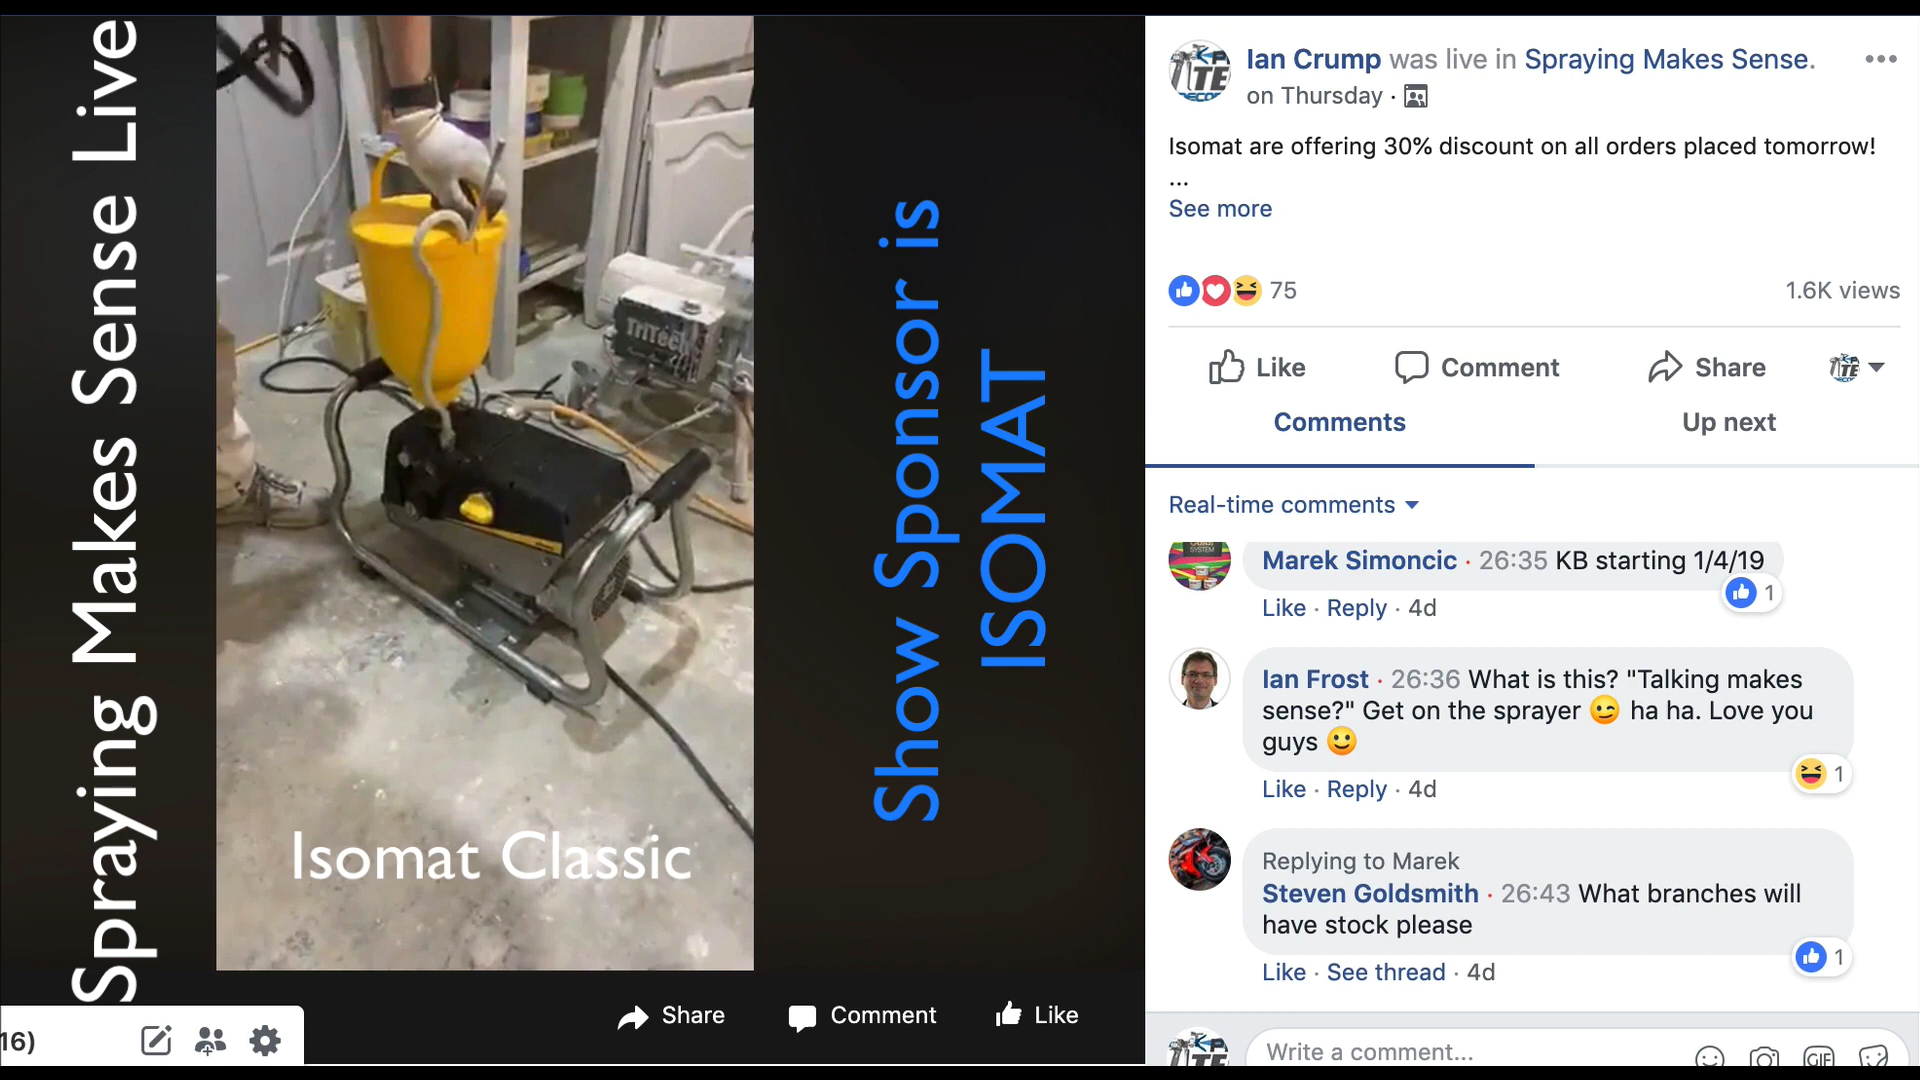 Spraying Makes Sense Live
TriTech
Isomat Classic
Show Sponsor is
ISOMAT
Share
Comment
Like
16)
Ian Crump was live in Spraying Makes Sense.
on Thursday ·
Isomat are offering 30% discount on all orders placed tomorrow!
...
See more
75
1.6K views
Like
Comment
Share
Comments
Up next
Real-time comments
SYSTEM
Marek Simoncic · 26:35 KB starting 1/4/19
1
Like · Reply · 4d
Ian Frost · 26:36 What is this? "Talking makes
sense?" Get on the sprayer 😉 ha ha. Love you
guys 🙂
1
Like · Reply · 4d
Replying to Marek
Steven Goldsmith · 26:43 What branches will
have stock please
1
Like · See thread · 4d
Write a comment...
GIF